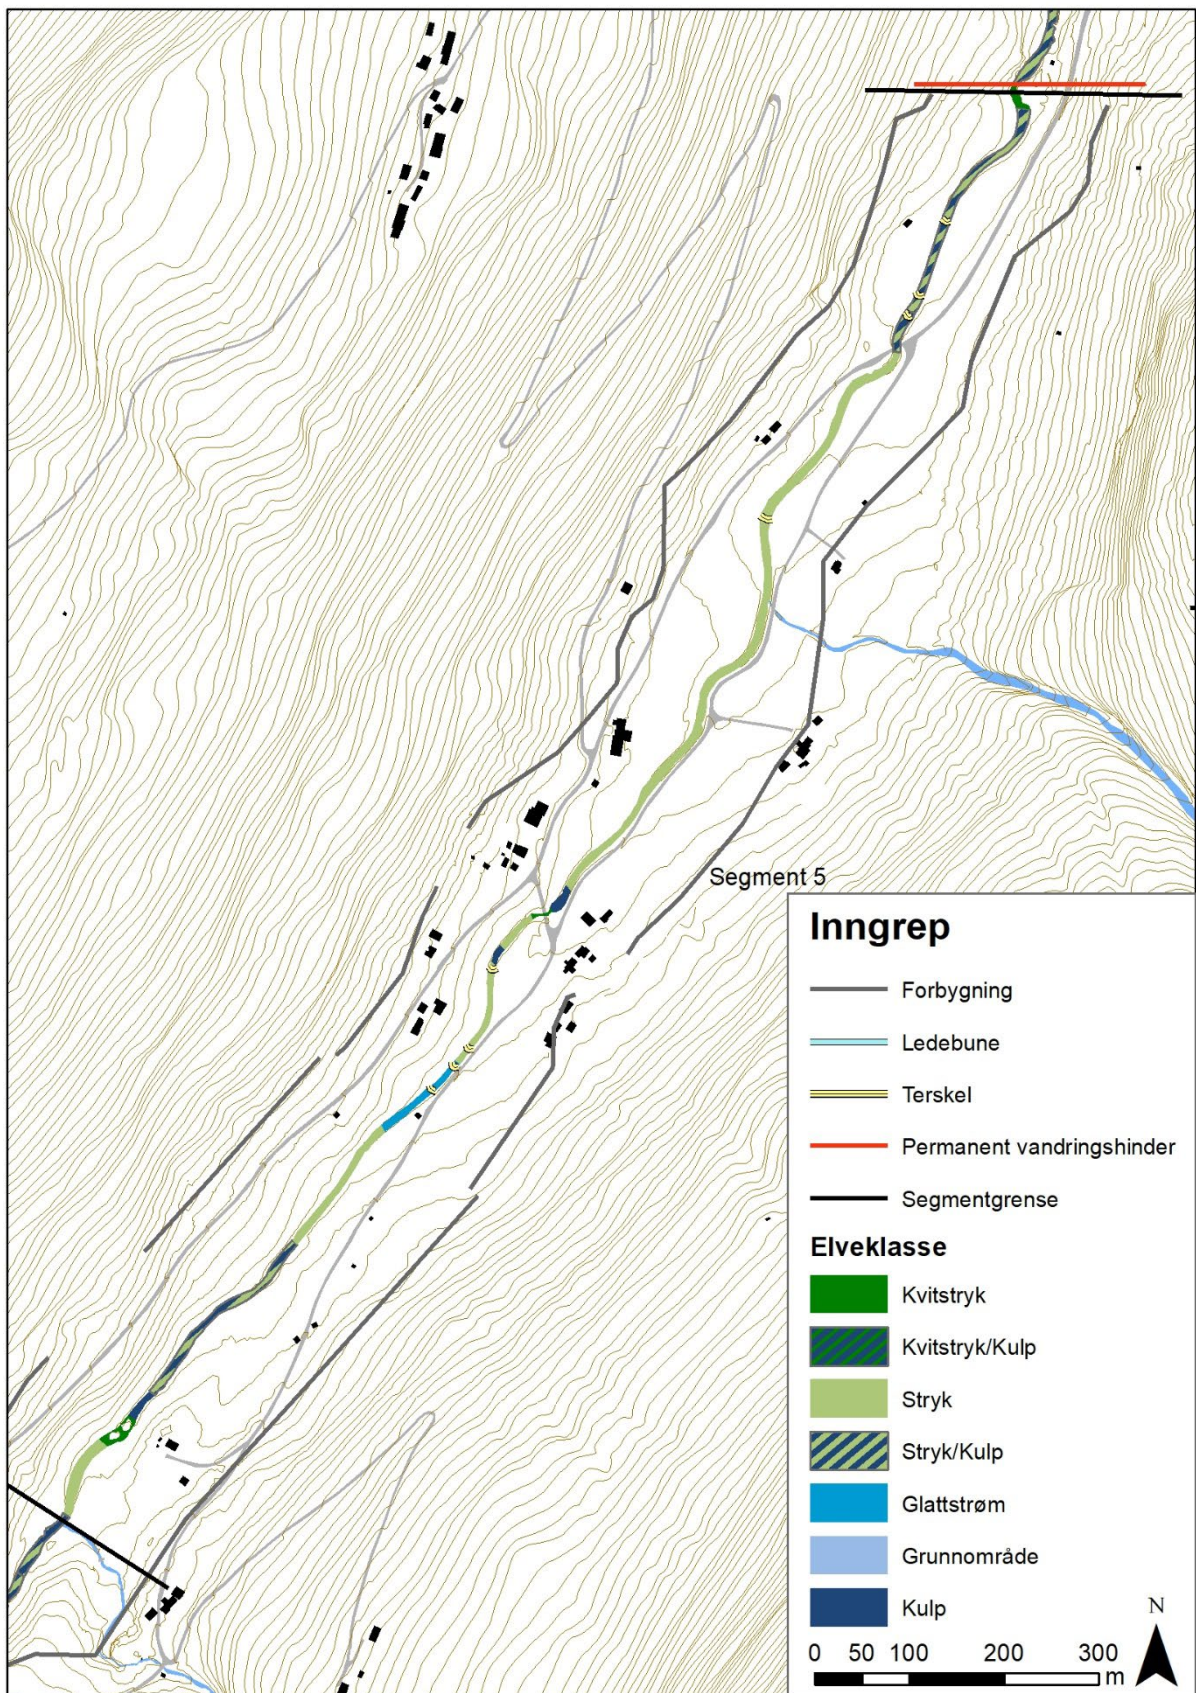 Segment 5
Inngrep
Forbygning
Ledebune
Terskel
Permanent vandringshinder
Segmentgrense
Elveklasse
Kvitstryk
Kvitstryk/Kulp
Stryk
Stryk/Kulp
Glattstrøm
Grunnområde
Kulp
N
0 50 100 200 300
m